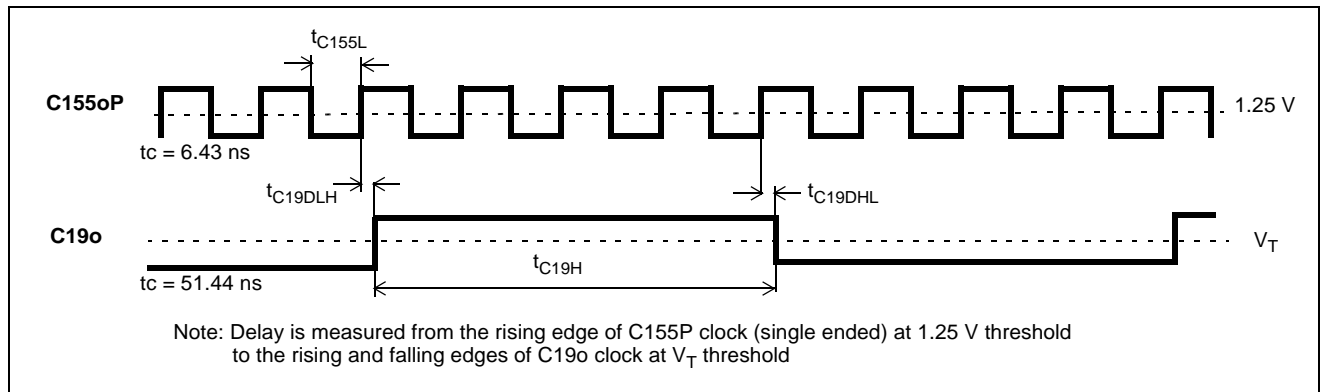 tC155L
C155oP
1.25 V
tc = 6.43 ns
tC19DLH
tC19DHL
C19o
VT
tC19H
tc = 51.44 ns
Note: Delay is measured from the rising edge of C155P clock (single ended) at 1.25 V threshold
to the rising and falling edges of C19o clock at VT threshold